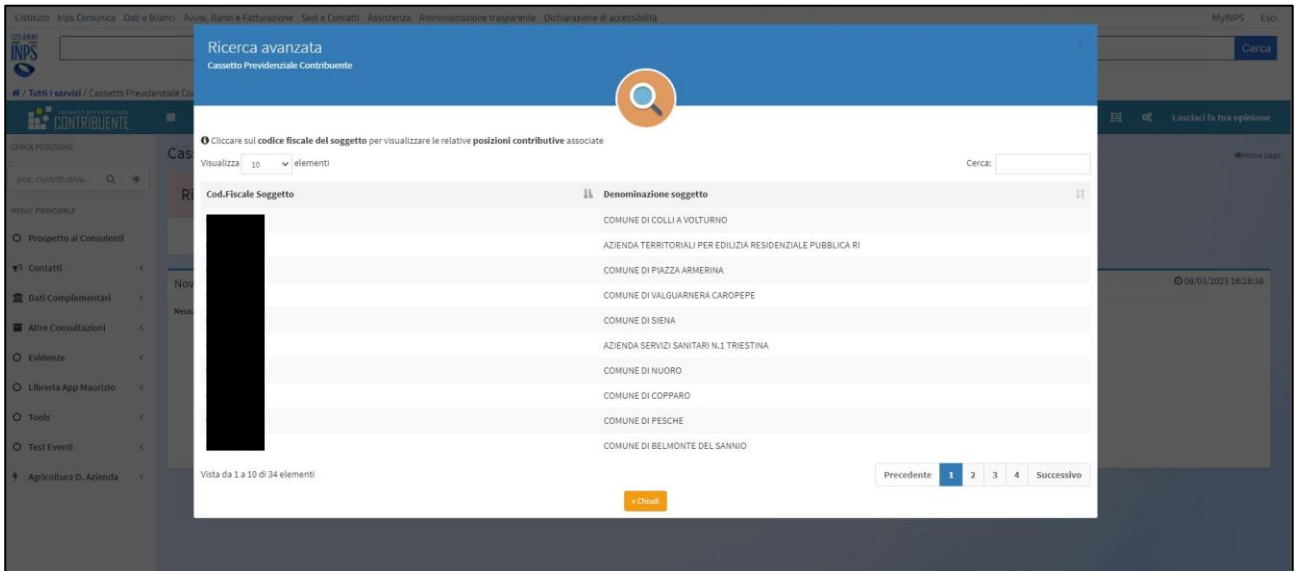 L'istituto Inps Comunica Dati e Bilanci Avvisi, Bandi e Fatturazione Sedi e Contatti Assistenza Amministrazione trasparente Dichiarazione di accessibilità MyINPS Esci
INPS
Cerca
/ Tutti i servizi / Cassetto Previdenziale Co
cassetto previdenziale
CONTRIBUENTE
Lasciaci la tua opinione
Ricerca avanzata ×
Cassetto Previdenziale Contribuente
CERCA POSIZIONE
Cas
Home page
pos. contributiva..
Ri
MENU' PRINCIPALE
Prospetto ai Consulenti
Contatti
Dati Complementari
Altre Consultazioni
Evidenze
Libreria App Maurizio
Tools
Test Eventi
Agricoltura D. Azienda
Nov
08/03/2023 16:28:38
Cliccare sul codice fiscale del soggetto per visualizzare le relative posizioni contributive associate
Visualizza 10 elementi Cerca:
Cod.Fiscale Soggetto Denominazione soggetto
COMUNE DI COLLI A VOLTURNO
AZIENDA TERRITORIALI PER EDILIZIA RESIDENZIALE PUBBLICA RI
COMUNE DI PIAZZA ARMERINA
COMUNE DI VALGUARNERA CAROPEPE
COMUNE DI SIENA
AZIENDA SERVIZI SANITARI N.1 TRIESTINA
COMUNE DI NUORO
COMUNE DI COPPARO
COMUNE DI PESCHE
COMUNE DI BELMONTE DEL SANNIO
Vista da 1 a 10 di 34 elementi
Precedente 1 2 3 4 Successivo
× Chiudi